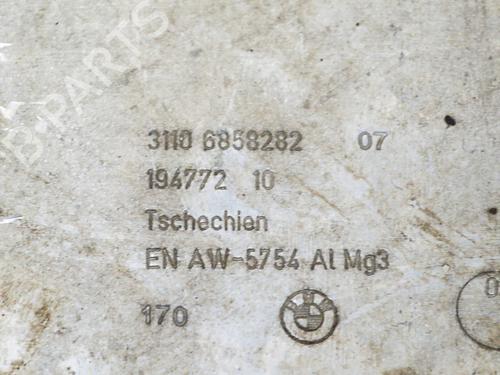 B-PARTS
3110 6858282 07
194772 10
Tschechien
EN AW-5754 Al Mg3
170